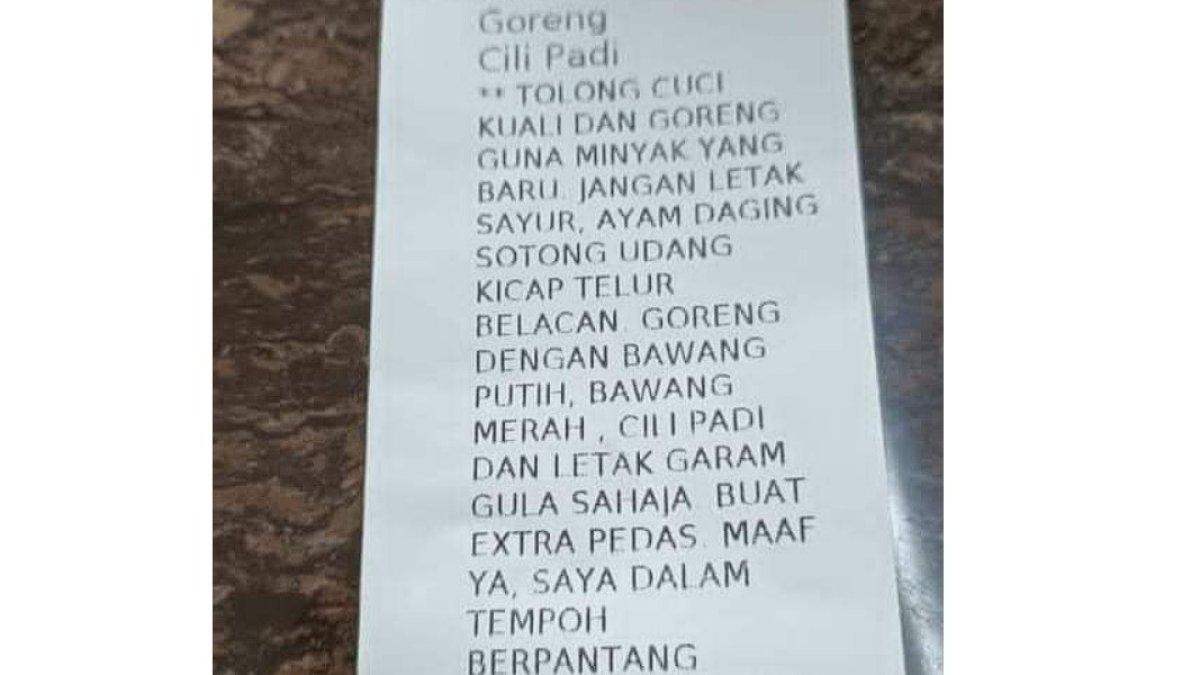 Goreng
Cili Padi
** TOLONG CUCI
KUALI DAN GORENG
GUNA MINYAK YANG
BARU. JANGAN LETAK
SAYUR, AYAM DAGING
SOTONG UDANG
KICAP TELUR
BELACAN. GORENG
DENGAN BAWANG
PUTIH, BAWANG
MERAH , CILI PADI
DAN LETAK GARAM
GULA SAHAJA. BUAT
EXTRA PEDAS. MAAF
YA, SAYA DALAM
TEMPOH
BERPANTANG